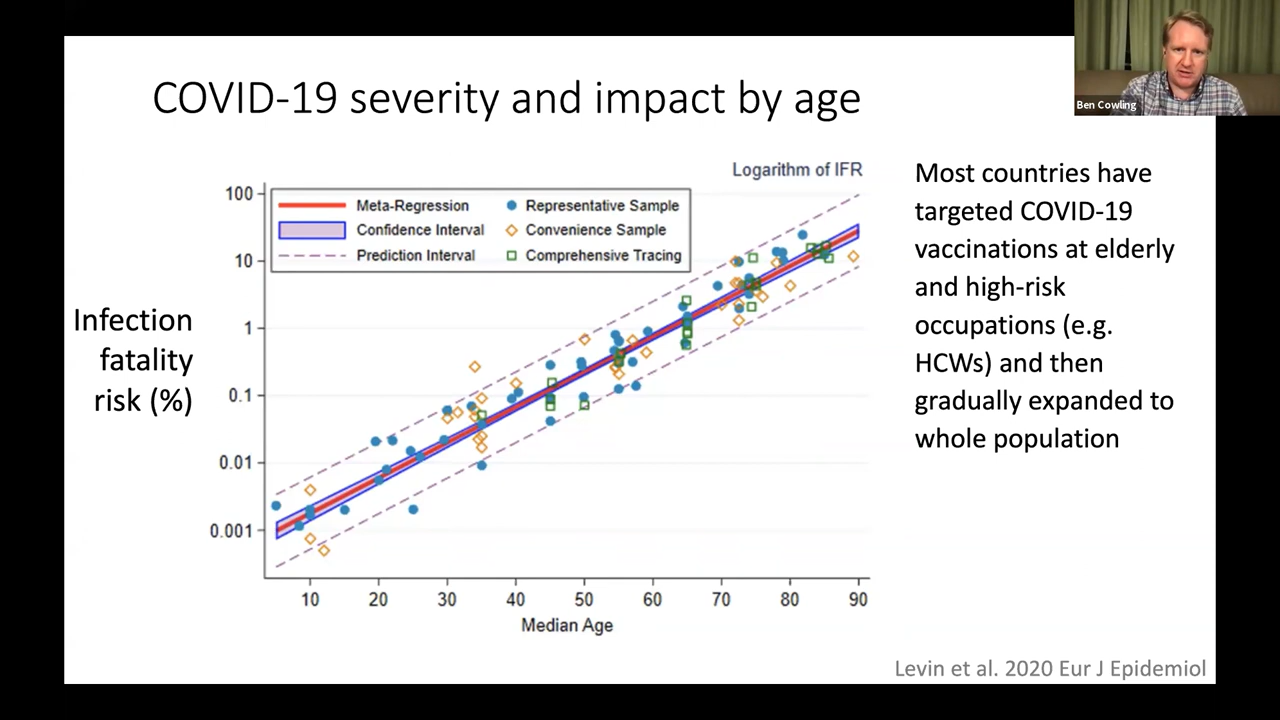 COVID-19 severity and impact by age
Ben Cowling
Logarithm of IFR
Meta-Regression
Confidence Interval
Prediction Interval
Representative Sample
Convenience Sample
Comprehensive Tracing
Infection
fatality
risk (%)
100
10
1
0.1
0.01
0.001
10 20 30 40 50 60 70 80 90
Median Age
Most countries have
targeted COVID-19
vaccinations at elderly
and high-risk
occupations (e.g.
HCWs) and then
gradually expanded to
whole population
Levin et al. 2020 Eur J Epidemiol